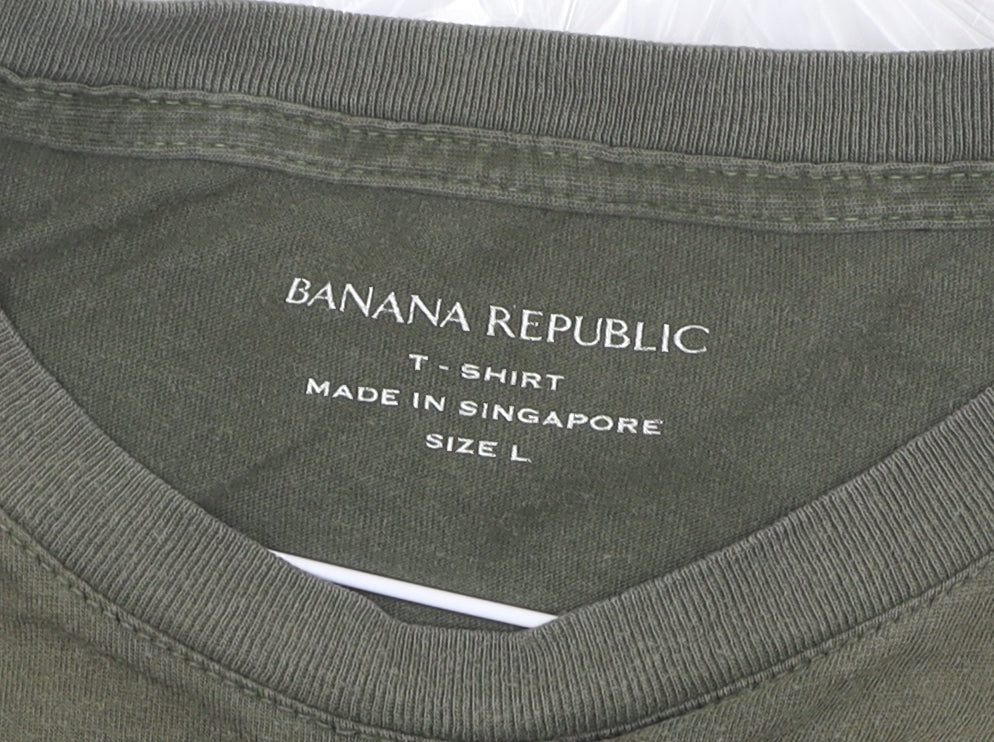 BANANA REPUBLIC
T - SHIRT
MADE IN SINGAPORE
SIZE L